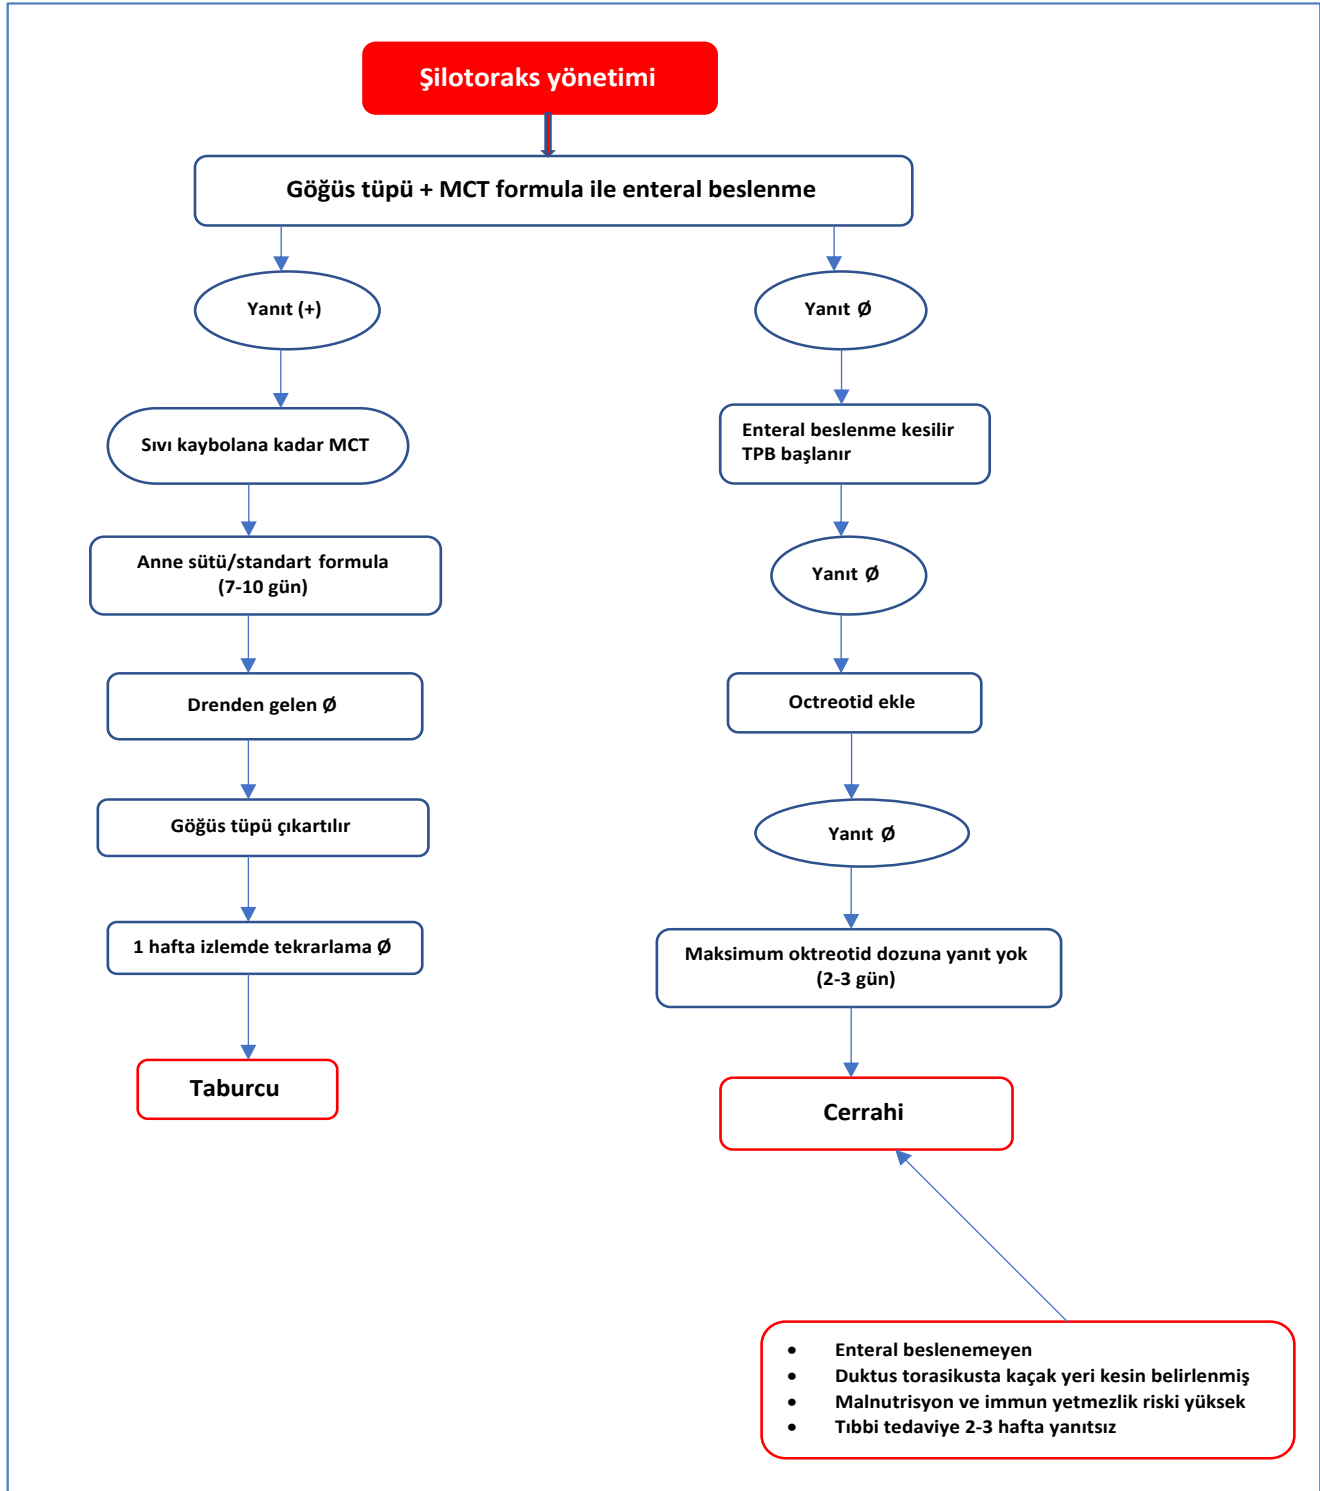 Şilotoraks yönetimi
Göğüs tüpü + MCT formula ile enteral beslenme
Yanıt (+)
Sıvı kaybolana kadar MCT
Anne sütü/standart formula
(7-10 gün)
Drenden gelen Ø
Göğüs tüpü çıkartılır
1 hafta izlemde tekrarlama Ø
Taburcu
Yanıt Ø
Enteral beslenme kesilir
TPB başlanır
Yanıt Ø
Octreotid ekle
Yanıt Ø
Maksimum oktreotid dozuna yanıt yok
(2-3 gün)
Cerrahi
• Enteral beslenemeyen
• Duktus torasikusta kaçak yeri kesin belirlenmiş
• Malnutrisyon ve immun yetmezlik riski yüksek
• Tıbbi tedaviye 2-3 hafta yanıtsız